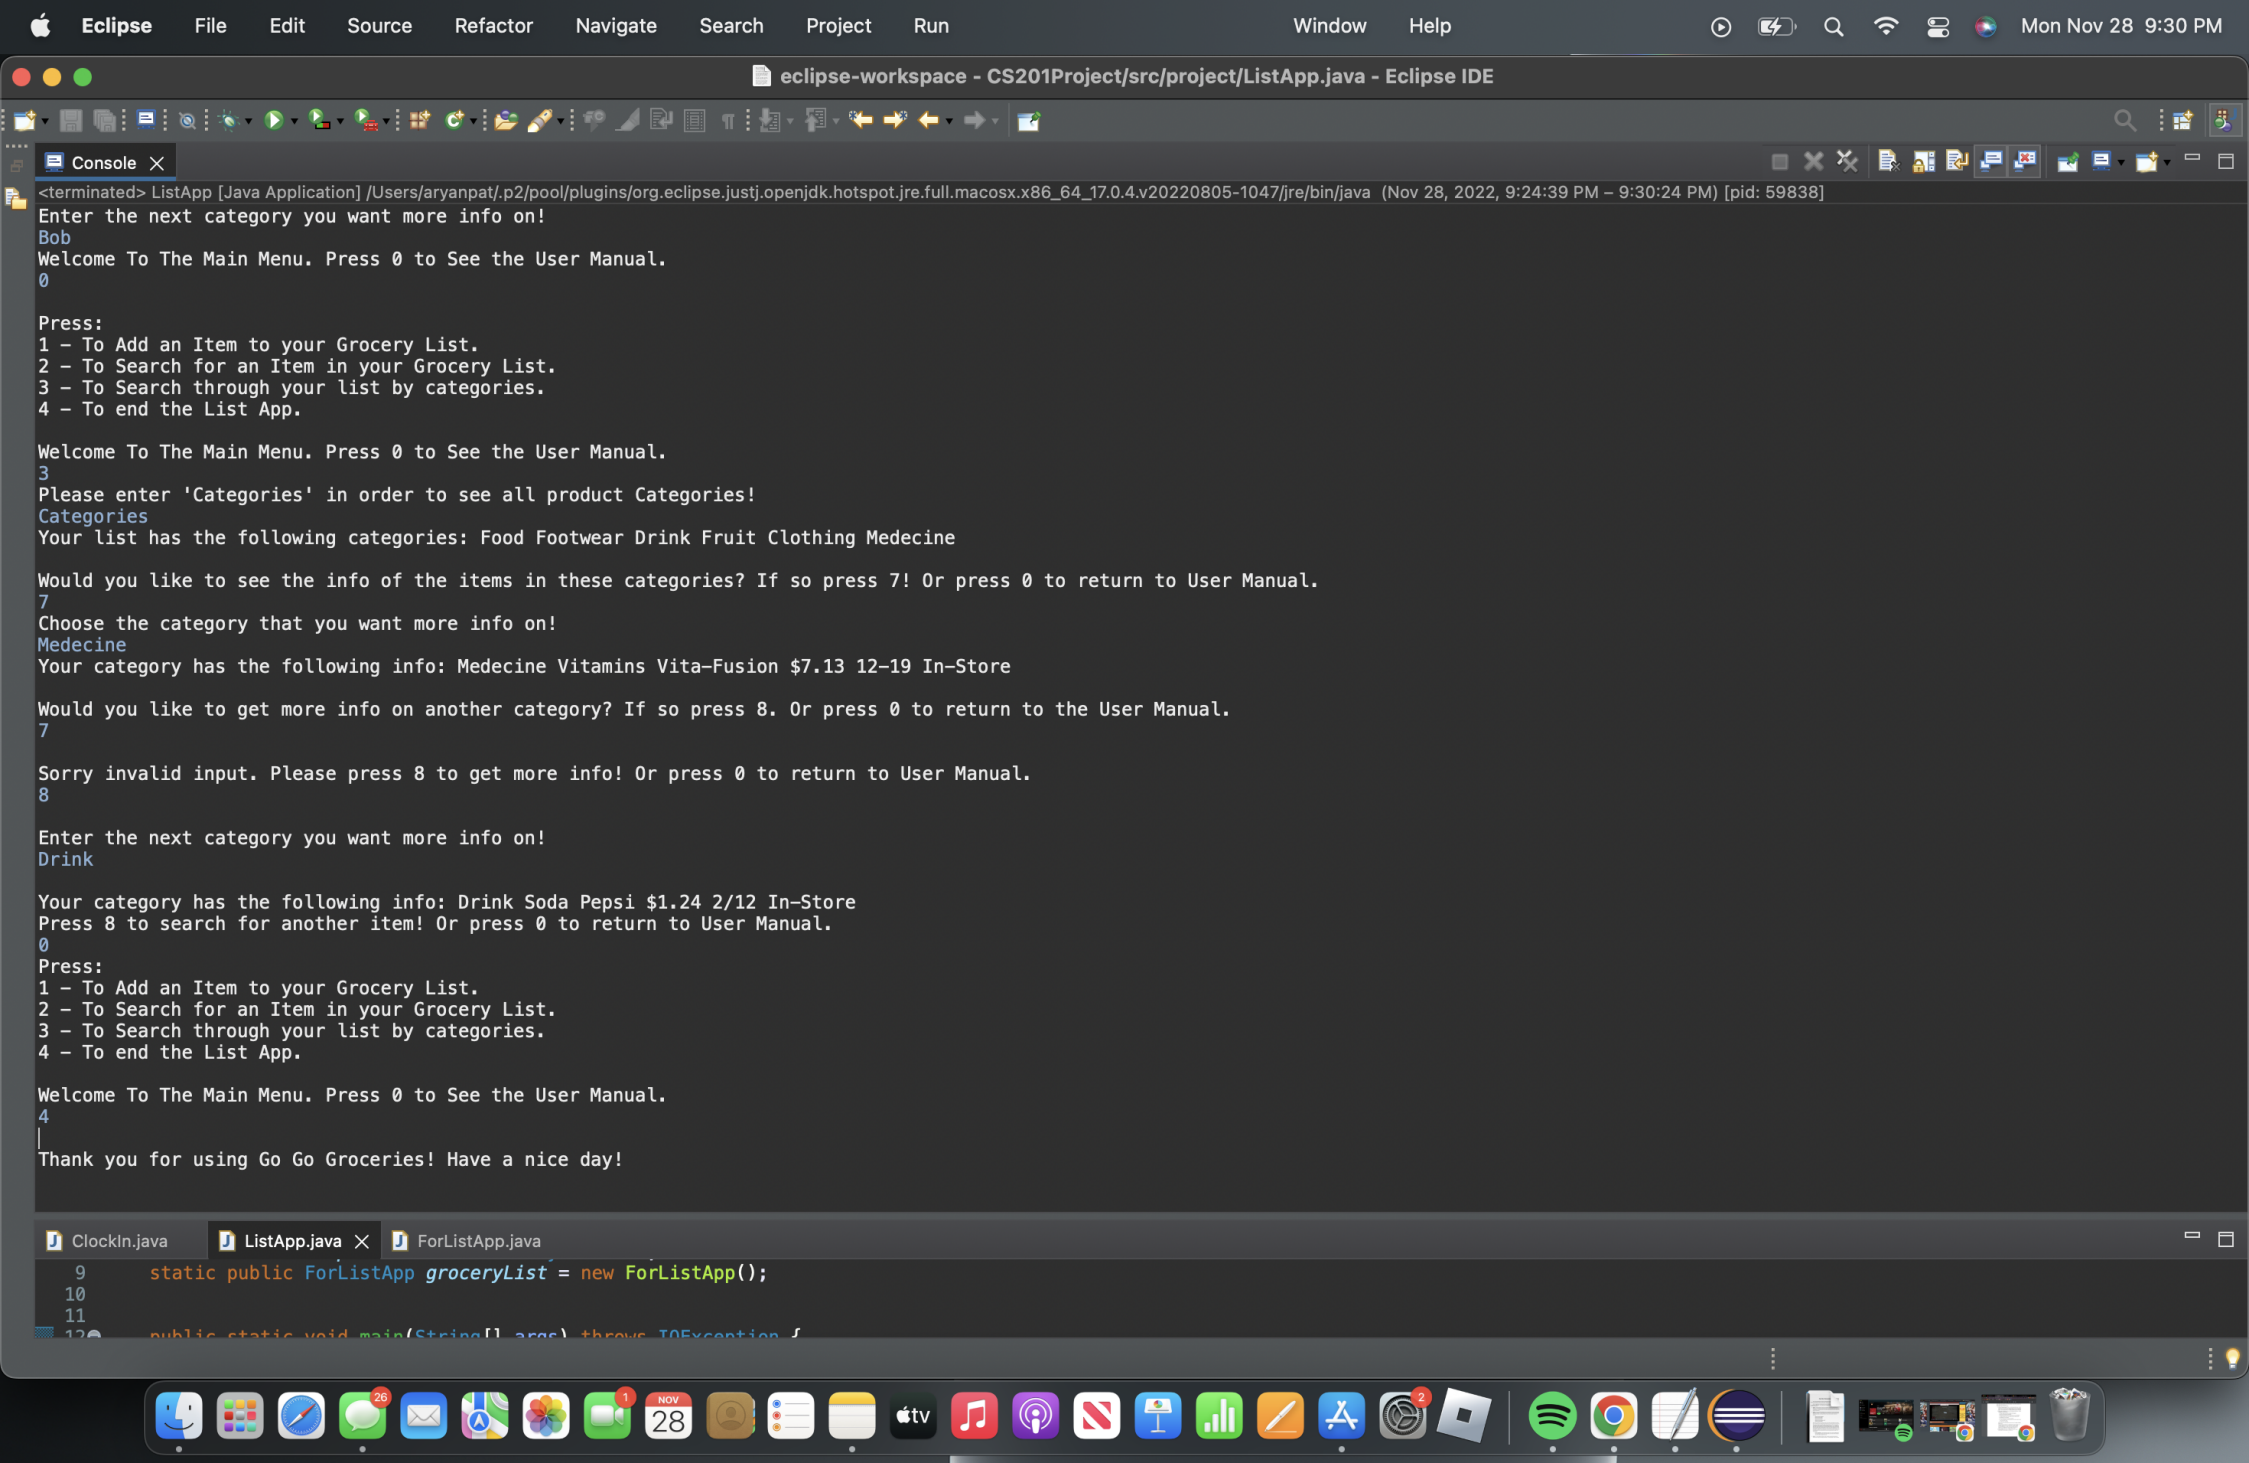 Eclipse File Edit Source Refactor Navigate Search Project Run Window Help Mon Nov 28 9:30 PM
eclipse-workspace - CS201Project/src/project/ListApp.java - Eclipse IDE
Console
<terminated> ListApp [Java Application] /Users/aryanpat/.p2/pool/plugins/org.eclipse.justj.openjdk.hotspot.jre.full.macosx.x86_64_17.0.4.v20220805-1047/jre/bin/java (Nov 28, 2022, 9:24:39 PM – 9:30:24 PM) [pid: 59838]
Enter the next category you want more info on!
Bob
Welcome To The Main Menu. Press 0 to See the User Manual.
0
Press:
1 – To Add an Item to your Grocery List.
2 – To Search for an Item in your Grocery List.
3 – To Search through your list by categories.
4 – To end the List App.
Welcome To The Main Menu. Press 0 to See the User Manual.
3
Please enter 'Categories' in order to see all product Categories!
Categories
Your list has the following categories: Food Footwear Drink Fruit Clothing Medecine
Would you like to see the info of the items in these categories? If so press 7! Or press 0 to return to User Manual.
7
Choose the category that you want more info on!
Medecine
Your category has the following info: Medecine Vitamins Vita-Fusion $7.13 12-19 In-Store
Would you like to get more info on another category? If so press 8. Or press 0 to return to the User Manual.
7
Sorry invalid input. Please press 8 to get more info! Or press 0 to return to User Manual.
8
Enter the next category you want more info on!
Drink
Your category has the following info: Drink Soda Pepsi $1.24 2/12 In-Store
Press 8 to search for another item! Or press 0 to return to User Manual.
0
Press:
1 – To Add an Item to your Grocery List.
2 – To Search for an Item in your Grocery List.
3 – To Search through your list by categories.
4 – To end the List App.
Welcome To The Main Menu. Press 0 to See the User Manual.
4
Thank you for using Go Go Groceries! Have a nice day!
ClockIn.java ListApp.java ForListApp.java
9 static public ForListApp groceryList = new ForListApp();
10
11
12 public static void main(String[] args) throws IOException {
26 1 NOV 28 tv 2